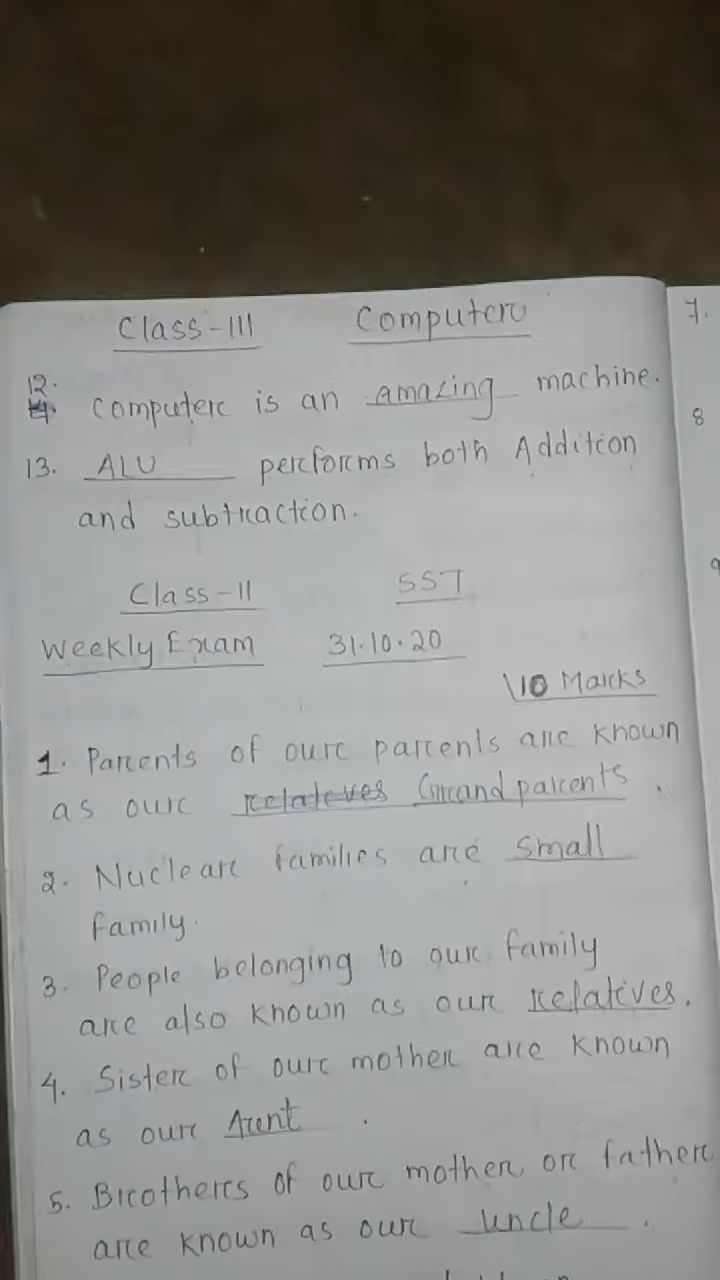 Class-III Computer
12.
computer is an amazing machine.
13. ALU performs both Addition
and subtraction.
Class-II SST
Weekly Exam 31.10.20
10 Marks
1. Parents of our parents are known
as our relatives Grandparents.
2. Nuclear families are small
family.
3. People belonging to our family
are also known as our relatives.
4. Sister of our mother are known
as our Aunt.
5. Brothers of our mother or father
are known as our uncle.
7.
8
9